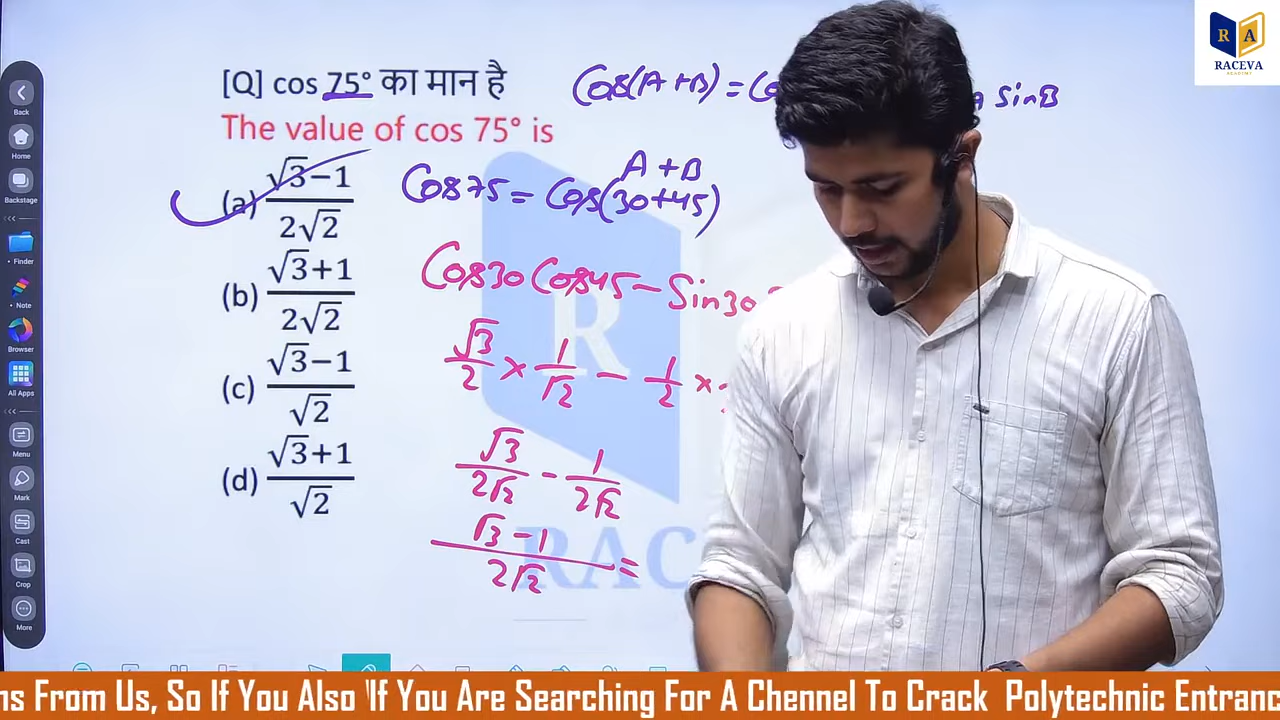 R A
RACEVA
ACADEMY
[Q] cos 75° का मान है
The value of cos 75° is
(a) √3−1 / 2√2
(b) √3+1 / 2√2
(c) √3−1 / √2
(d) √3+1 / √2
Cos(A+B) = Co
SinB
A+B
Cos75 = Cos(30+45)
Cos30 Cos45 − Sin30
√3/2 × 1/√2 − 1/2 ×
√3/2√2 − 1/2√2
√3−1 / 2√2 =
R
RAC
Back
Home
Backstage
Finder
Note
Browser
All Apps
Menu
Mark
Cast
Crop
More
ns From Us, So If You Also "If You Are Searching For A Chennel To Crack Polytechnic Entranc